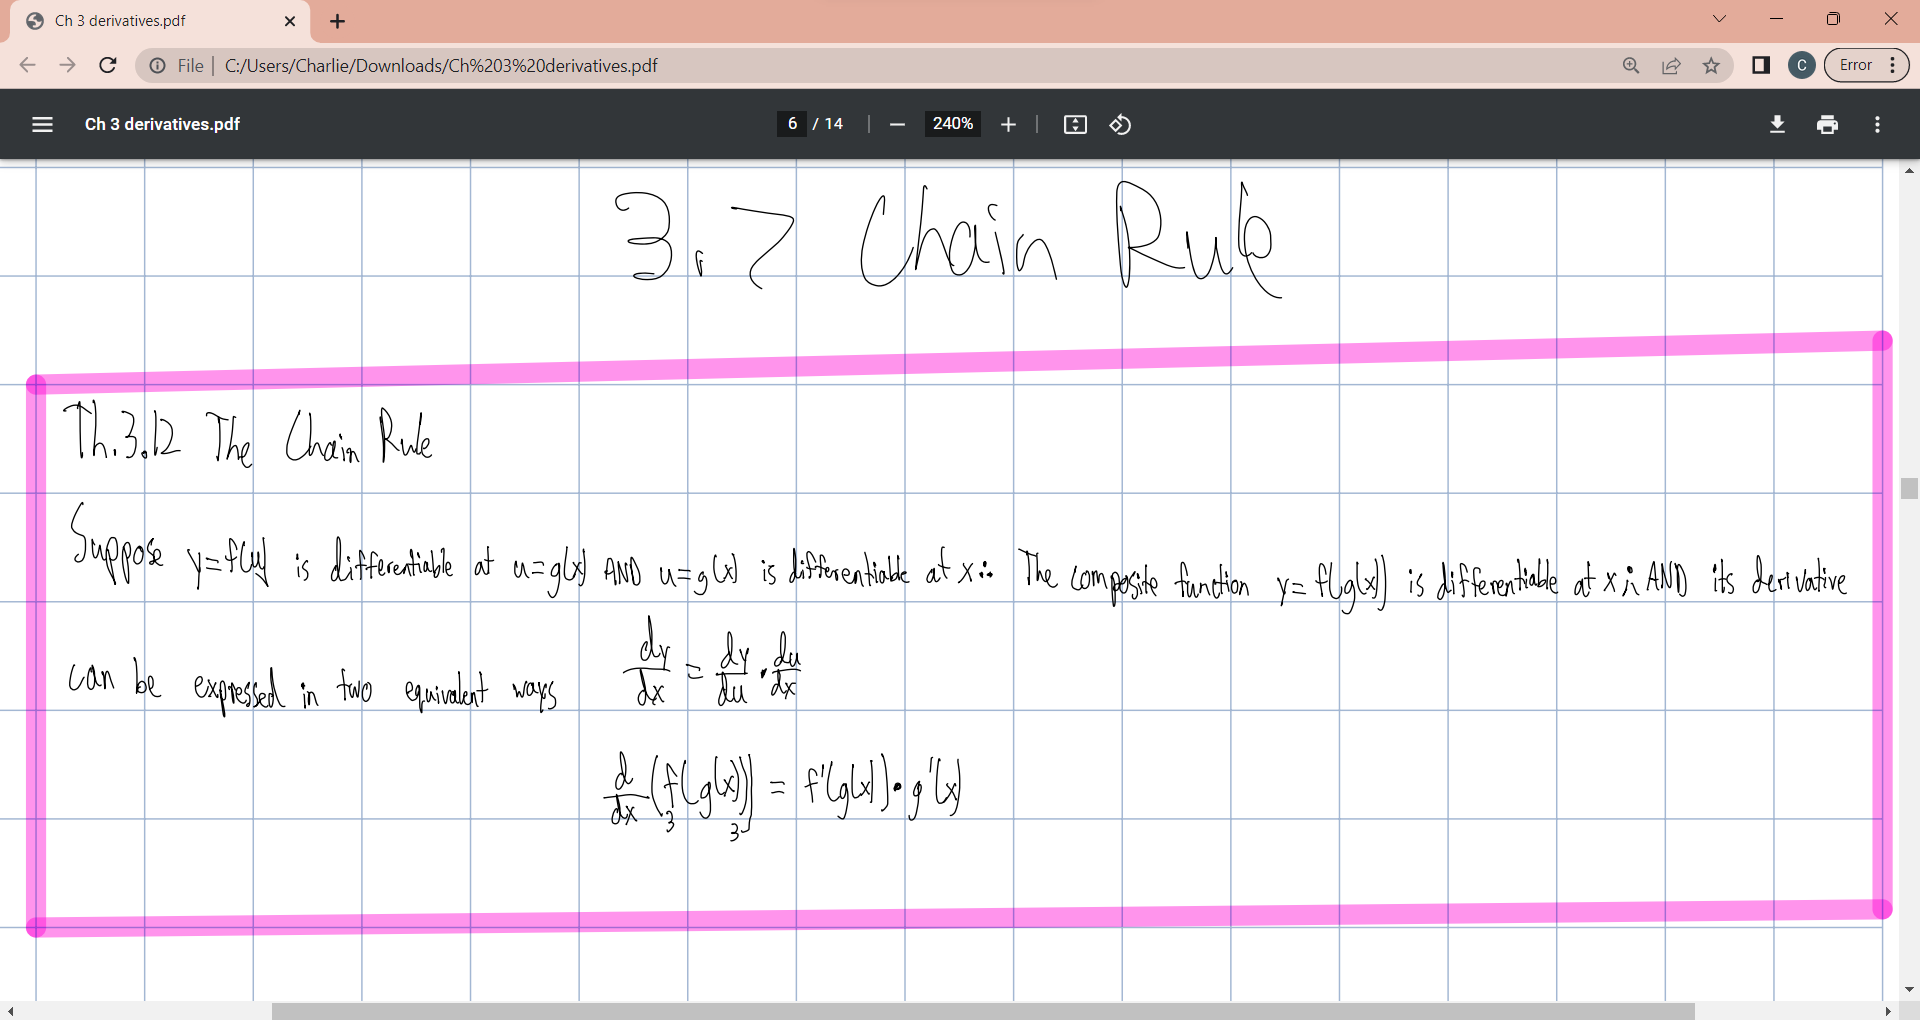 Ch 3 derivatives.pdf
File | C:/Users/Charlie/Downloads/Ch%203%20derivatives.pdf C Error
Ch 3 derivatives.pdf 6 / 14 | − 240% + |
3.7 Chain Rule
Th.3.12 The Chain Rule
Suppose y=f(u) is differentiable at u=g(x) AND u=g(x) is differentiable at x ∴ The composite function y= f(g(x)) is differentiable at x ∴ AND its derivative
can be expressed in two equivalent ways dy/dx = dy/du · du/dx
d/dx (f(g(x))) = f'(g(x)) · g'(x)
3 3